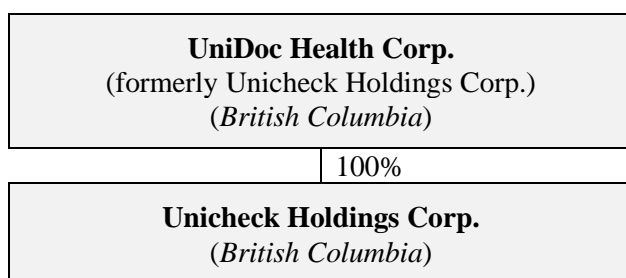 UniDoc Health Corp.
(formerly Unicheck Holdings Corp.)
(British Columbia)
100%
Unicheck Holdings Corp.
(British Columbia)